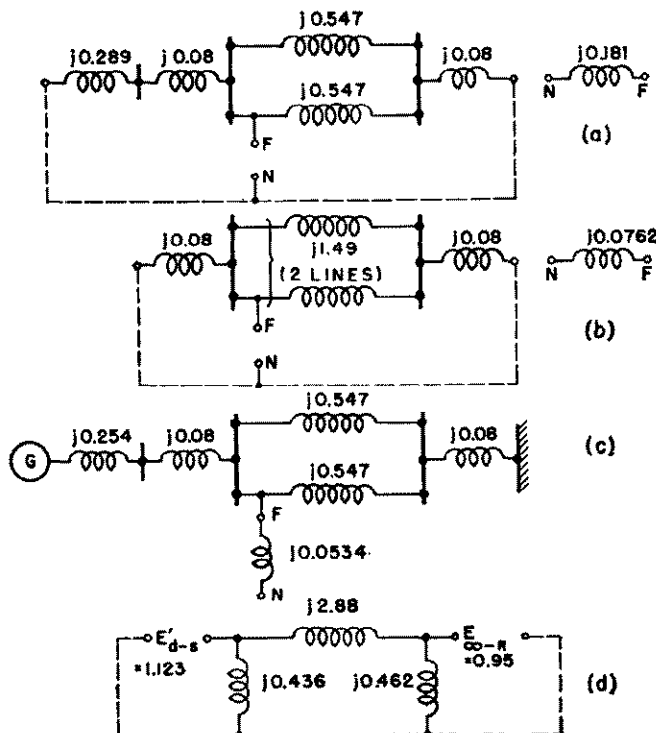 j0.547
j0.289 j0.08 j0.08 j0.181
j0.547 N F
F (a)
N
j0.08 j1.49 j0.08 j0.0762
(2 LINES) N F
F
N (b)
j0.547
j0.254 j0.08 j0.08
G (c)
j0.547
F
j0.0534
N
j2.88
E'd-s E∞-N
=1.123 =0.95
j0.436 j0.462 (d)